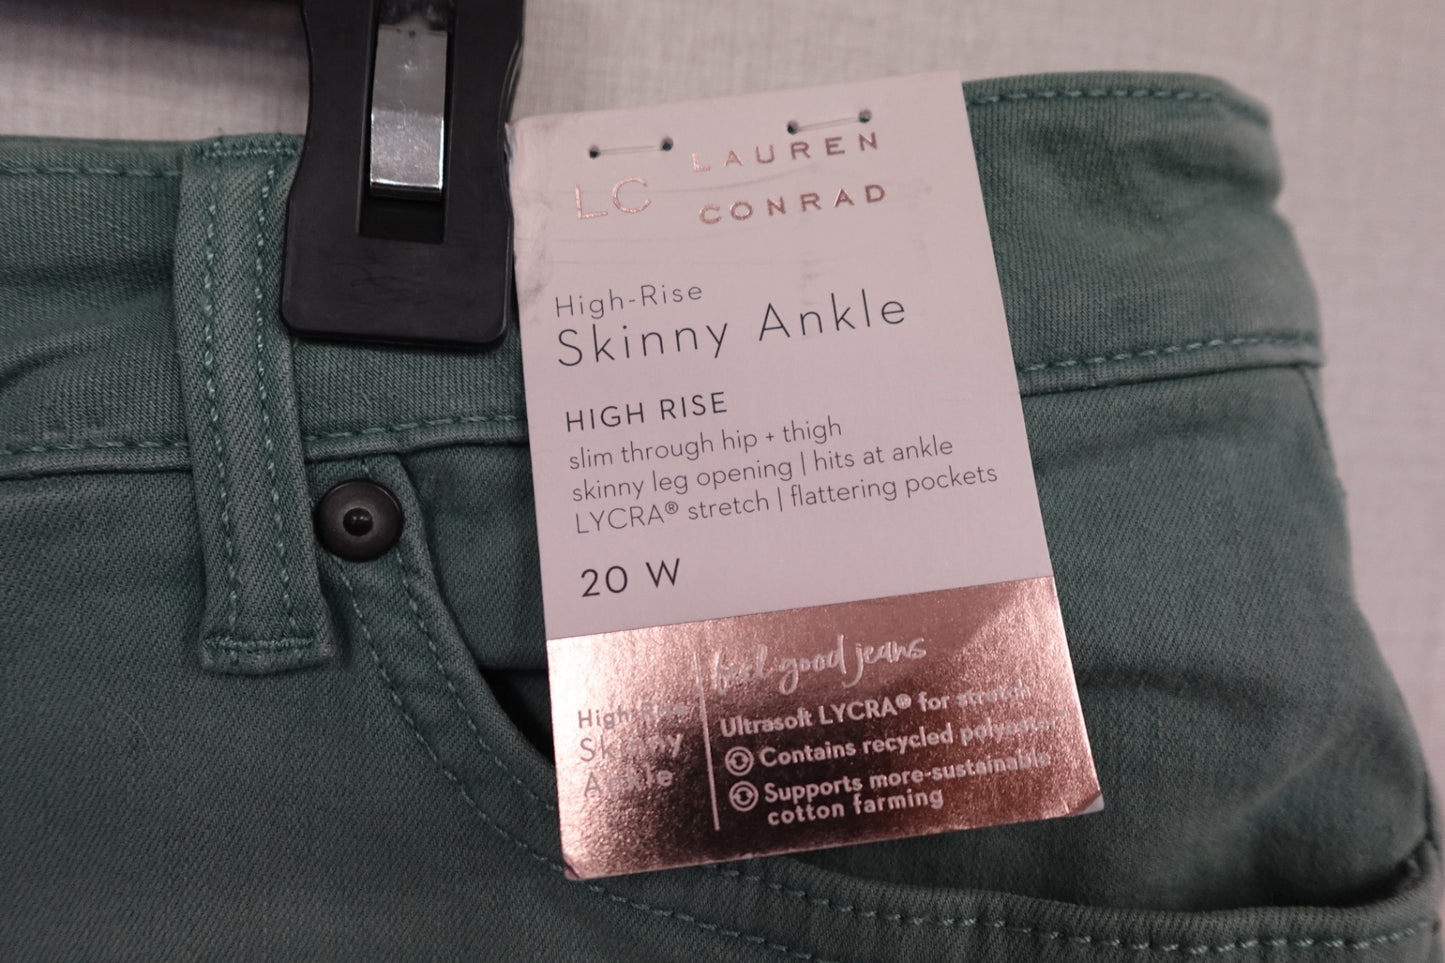 LC LAUREN
CONRAD
High-Rise
Skinny Ankle
HIGH RISE
slim through hip + thigh
skinny leg opening | hits at ankle
LYCRA® stretch | flattering pockets
20 W
High-Rise
Skinny
Ankle
feel good jeans
Ultrasoft LYCRA® for stretch
Contains recycled polyester
Supports more-sustainable
cotton farming